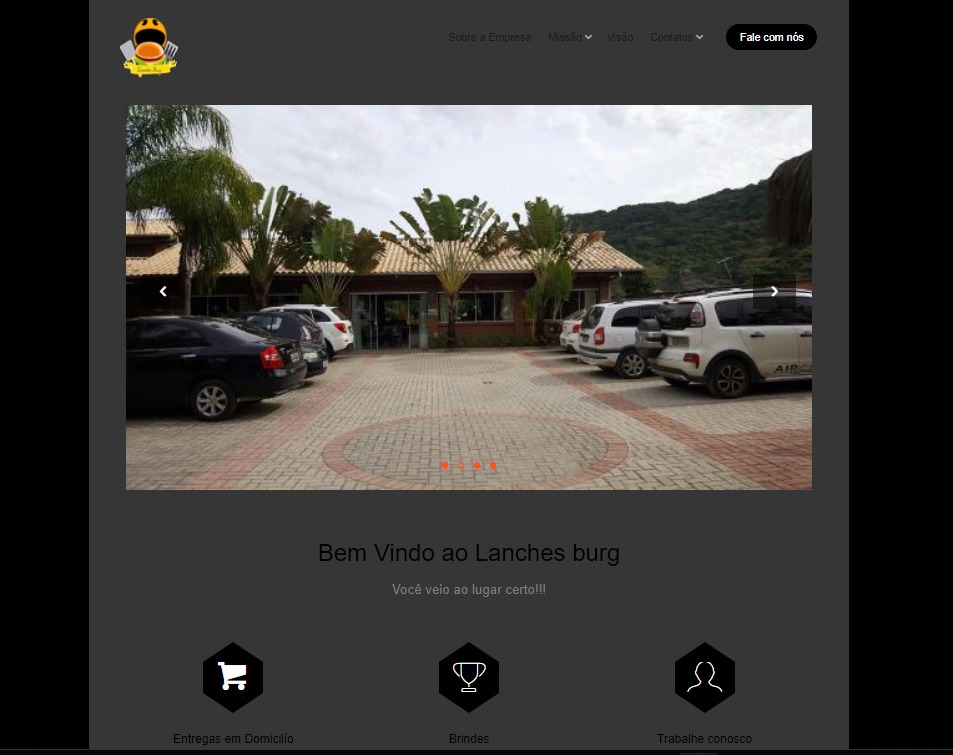 Sobre a Empresa Missão Visão Contatos Fale com nós
Bem Vindo ao Lanches burg
Você veio ao lugar certo!!!
Entregas em Domicilío Brindes Trabalhe conosco